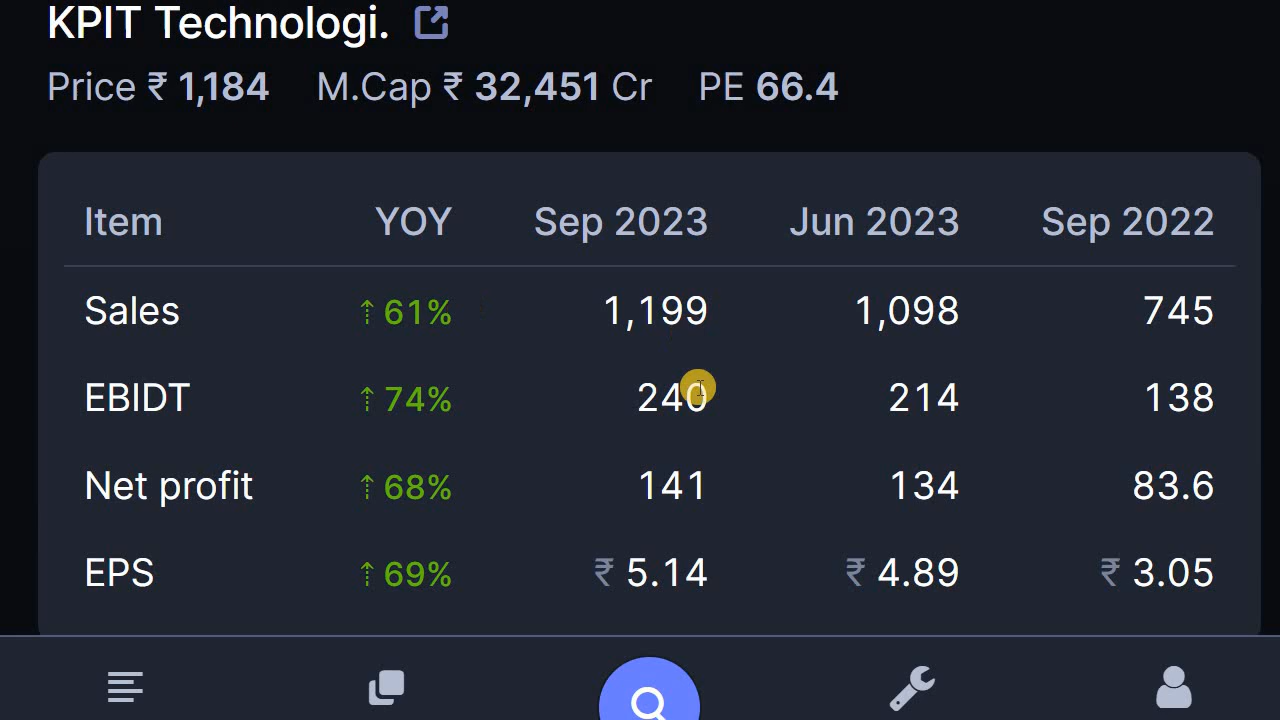 KPIT Technologi.
Price ₹ 1,184 M.Cap ₹ 32,451 Cr PE 66.4
Item YOY Sep 2023 Jun 2023 Sep 2022
Sales ⇡ 61% 1,199 1,098 745
EBIDT ⇡ 74% 240 214 138
Net profit ⇡ 68% 141 134 83.6
EPS ⇡ 69% ₹ 5.14 ₹ 4.89 ₹ 3.05